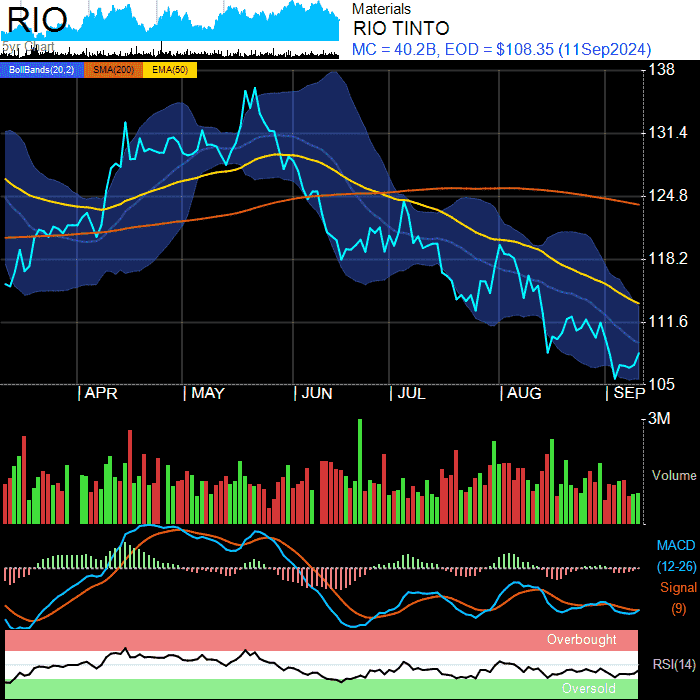 RIO
5yr Chart
Materials
RIO TINTO
MC = 40.2B, EOD = $108.35 (11Sep2024)
BollBands(20,2) SMA(200) EMA(50)
138
131.4
124.8
118.2
111.6
105
APR MAY JUN JUL AUG SEP
3M
Volume
MACD
(12-26)
Signal
(9)
Overbought
RSI(14)
Oversold